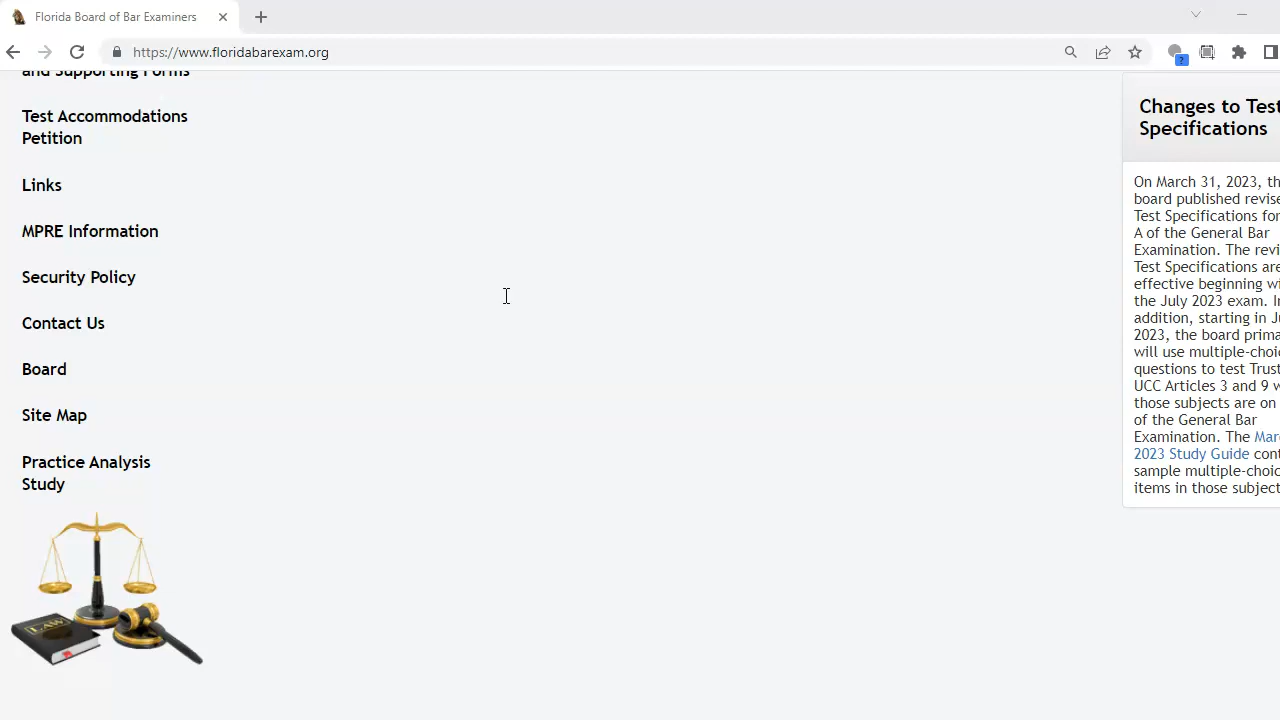 Florida Board of Bar Examiners
https://www.floridabarexam.org
and Supporting Forms
Test Accommodations
Petition
Links
MPRE Information
Security Policy
Contact Us
Board
Site Map
Practice Analysis
Study
LAW
Changes to Test
Specifications
On March 31, 2023, th
board published revise
Test Specifications for
A of the General Bar
Examination. The revi
Test Specifications are
effective beginning wi
the July 2023 exam. In
addition, starting in Ju
2023, the board prima
will use multiple-choic
questions to test Trust
UCC Articles 3 and 9 w
those subjects are on
of the General Bar
Examination. The Marc
2023 Study Guide cont
sample multiple-choic
items in those subject